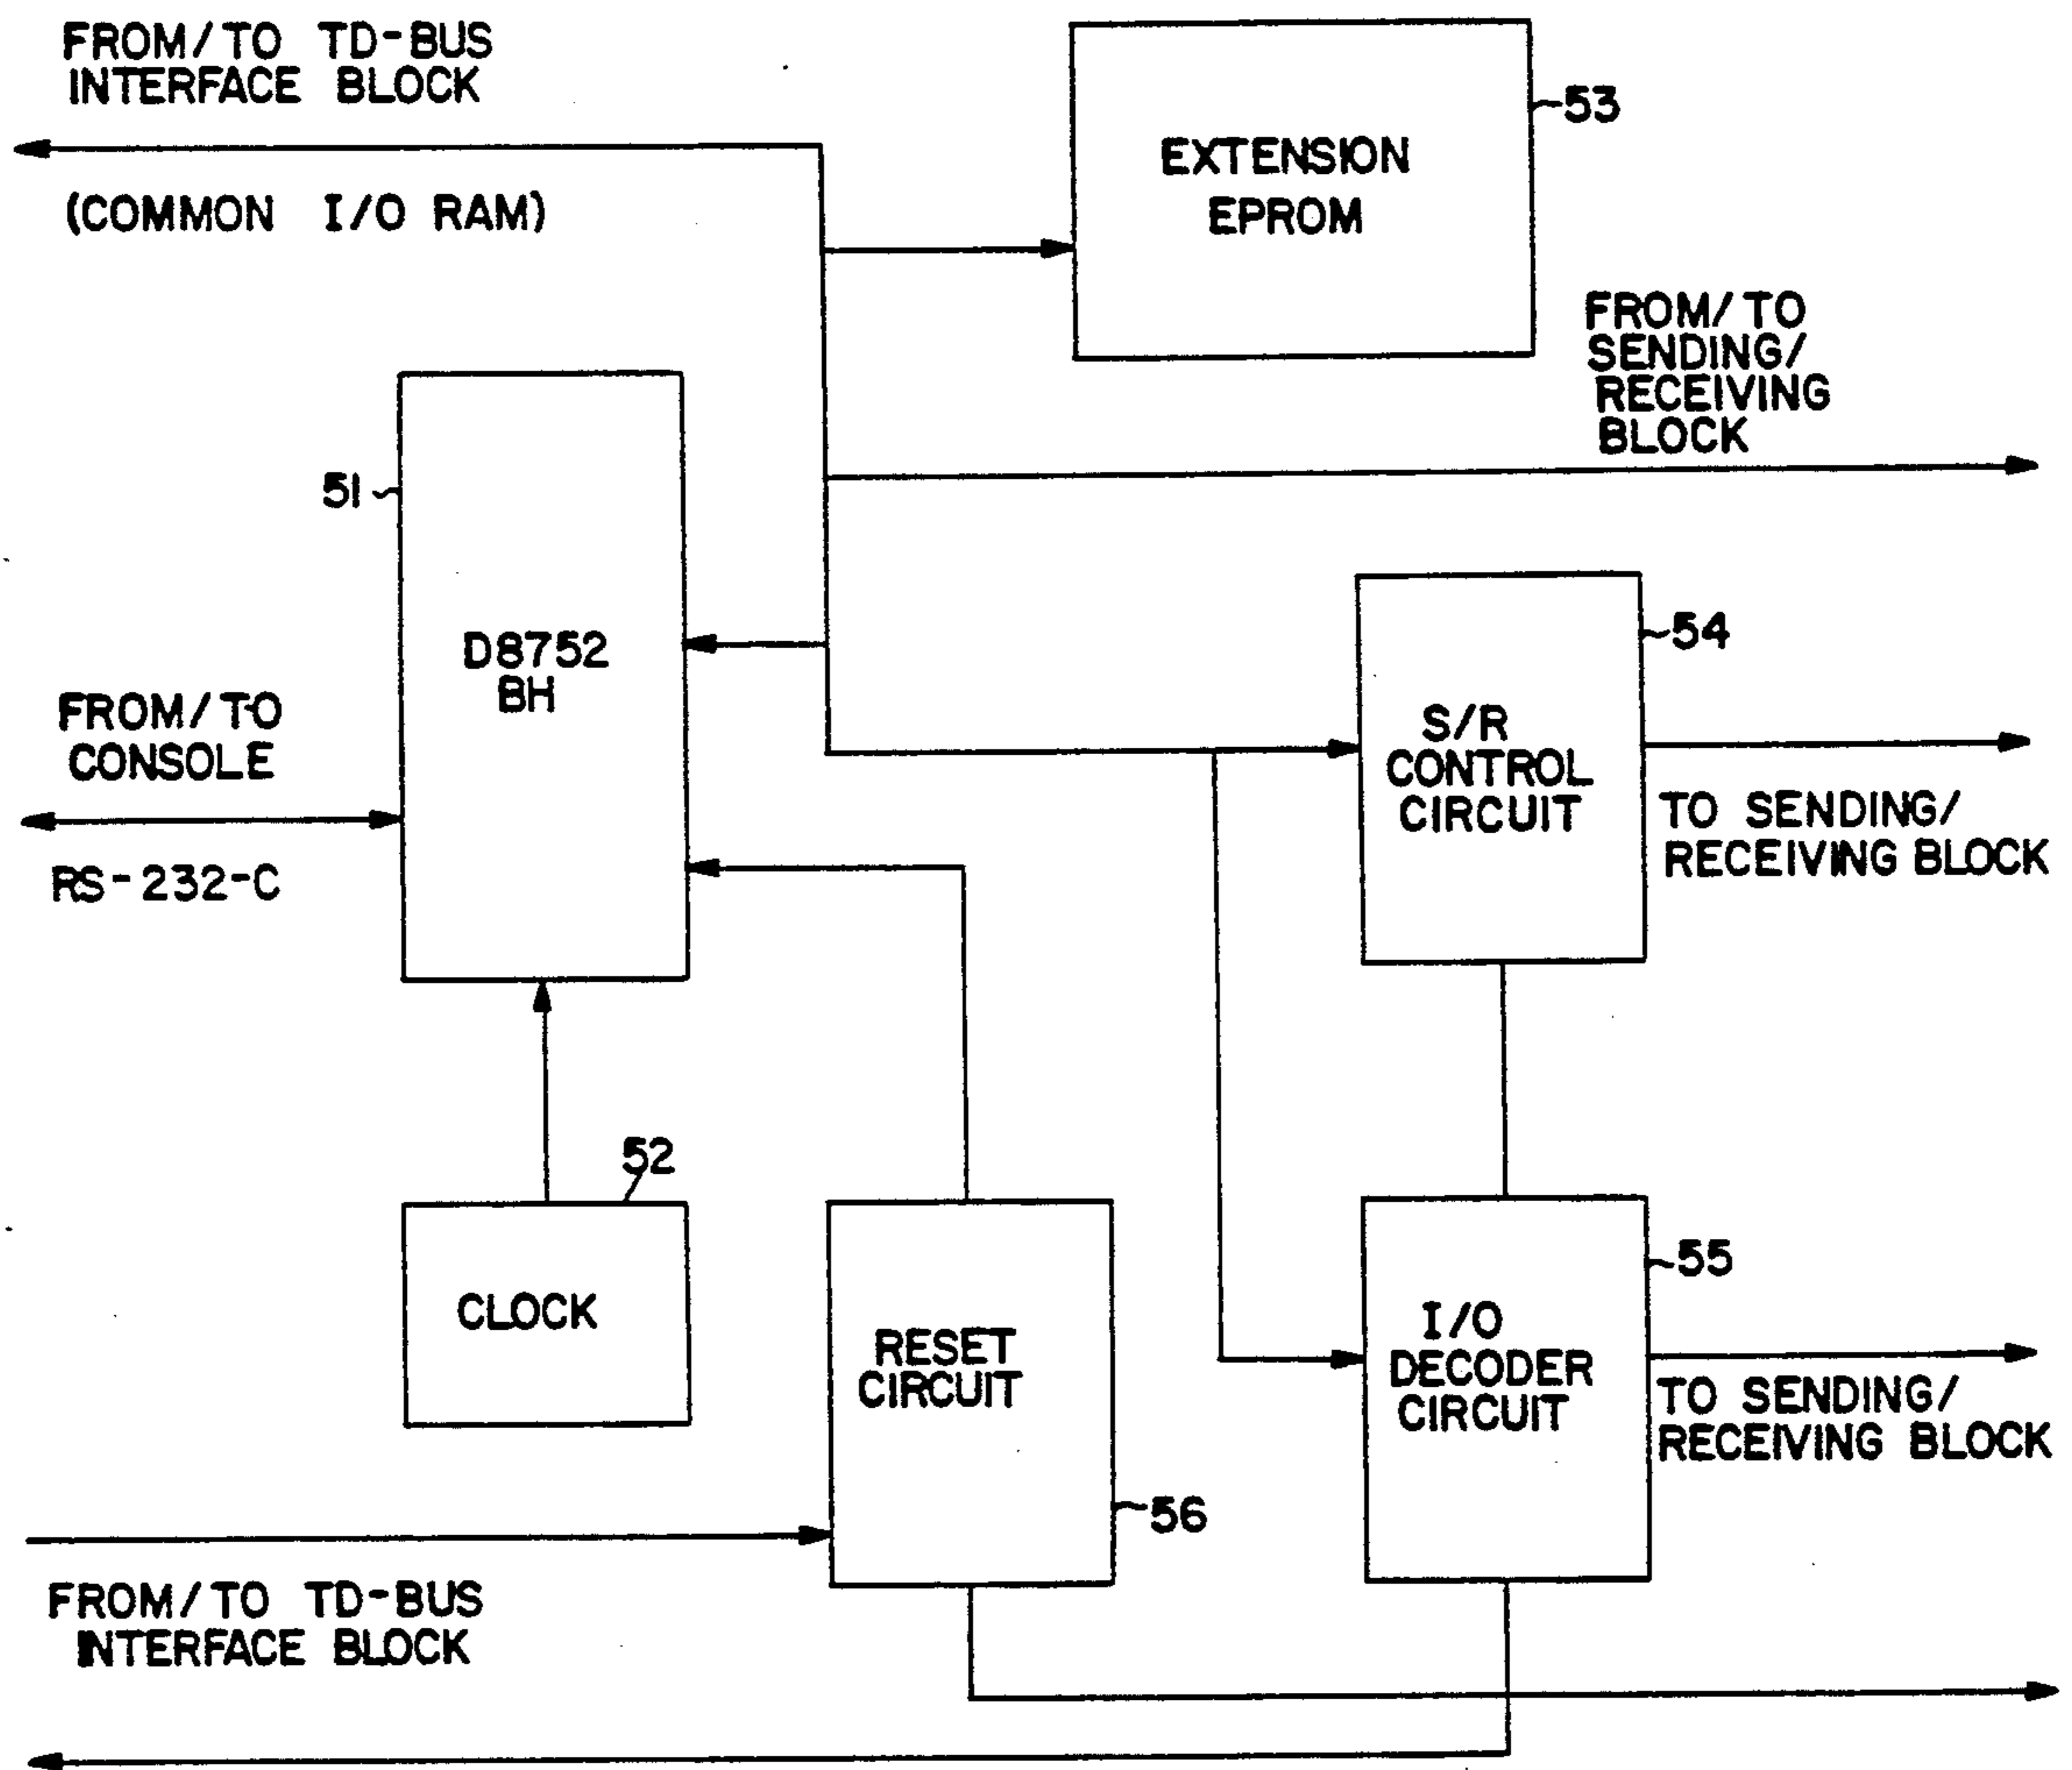 FROM/TO TD-BUS
INTERFACE BLOCK
(COMMON I/O RAM)
EXTENSION
EPROM
53
FROM/TO
SENDING/
RECEIVING
BLOCK
51
D8752
BH
54
S/R
CONTROL
CIRCUIT
FROM/TO
CONSOLE
RS-232-C
TO SENDING/
RECEIVING BLOCK
52
CLOCK
RESET
CIRCUIT
56
55
I/O
DECODER
CIRCUIT
TO SENDING/
RECEIVING BLOCK
FROM/TO TD-BUS
INTERFACE BLOCK